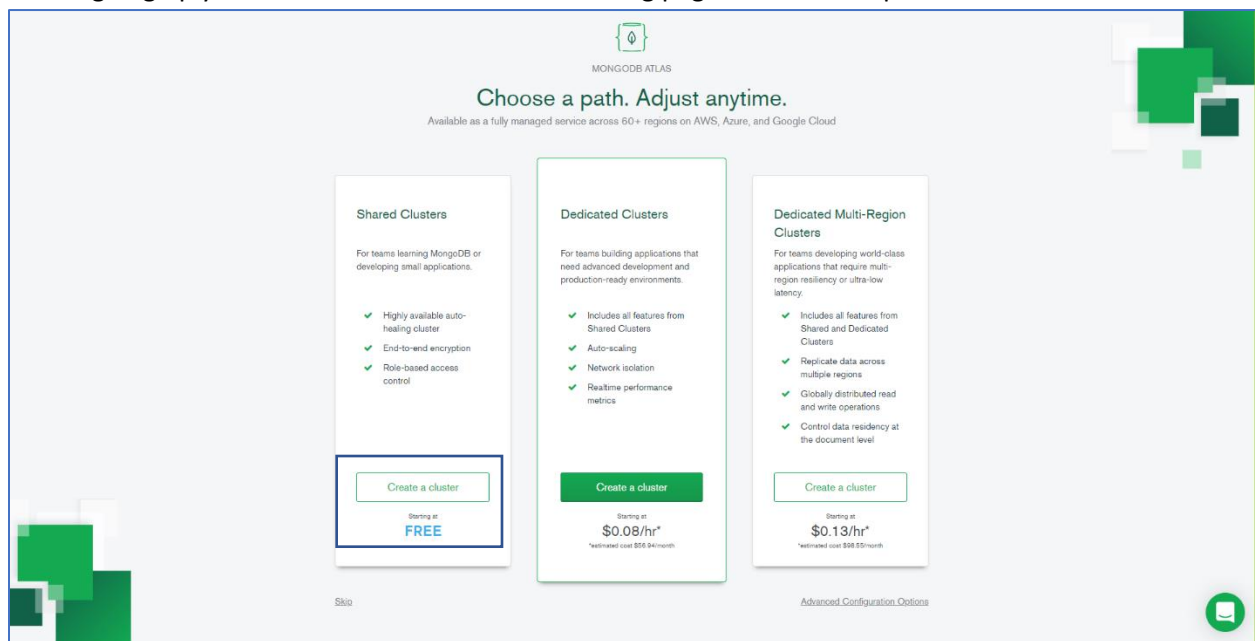 MONGODB ATLAS
Choose a path. Adjust anytime.
Available as a fully managed service across 60+ regions on AWS, Azure, and Google Cloud
Shared Clusters
For teams learning MongoDB or
developing small applications.
Highly available auto-
healing cluster
End-to-end encryption
Role-based access
control
Create a cluster
Starting at
FREE
Dedicated Clusters
For teams building applications that
need advanced development and
production-ready environments.
Includes all features from
Shared Clusters
Auto-scaling
Network isolation
Realtime performance
metrics
Create a cluster
Starting at
$0.08/hr*
*estimated cost $56.94/month
Dedicated Multi-Region
Clusters
For teams developing world-class
applications that require multi-
region resiliency or ultra-low
latency.
Includes all features from
Shared and Dedicated
Clusters
Replicate data across
multiple regions
Globally distributed read
and write operations
Control data residency at
the document level
Create a cluster
Starting at
$0.13/hr*
*estimated cost $98.55/month
Skip
Advanced Configuration Options